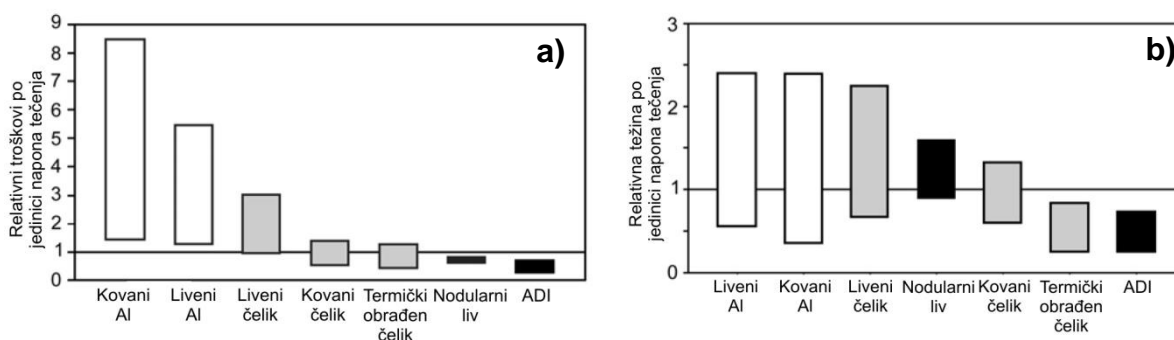 a)
Relativni troškovi po
jedinici napona tečenja
9
8
7
6
5
4
3
2
1
0
Kovani
Al
Liveni
Al
Liveni
čelik
Kovani
čelik
Termički
obrađen
čelik
Nodularni
liv
ADI
b)
Relativna težina po
jedinici napona tečenja
3
2
1
0
Liveni
Al
Kovani
Al
Liveni
čelik
Nodularni
liv
Kovani
čelik
Termički
obrađen
čelik
ADI